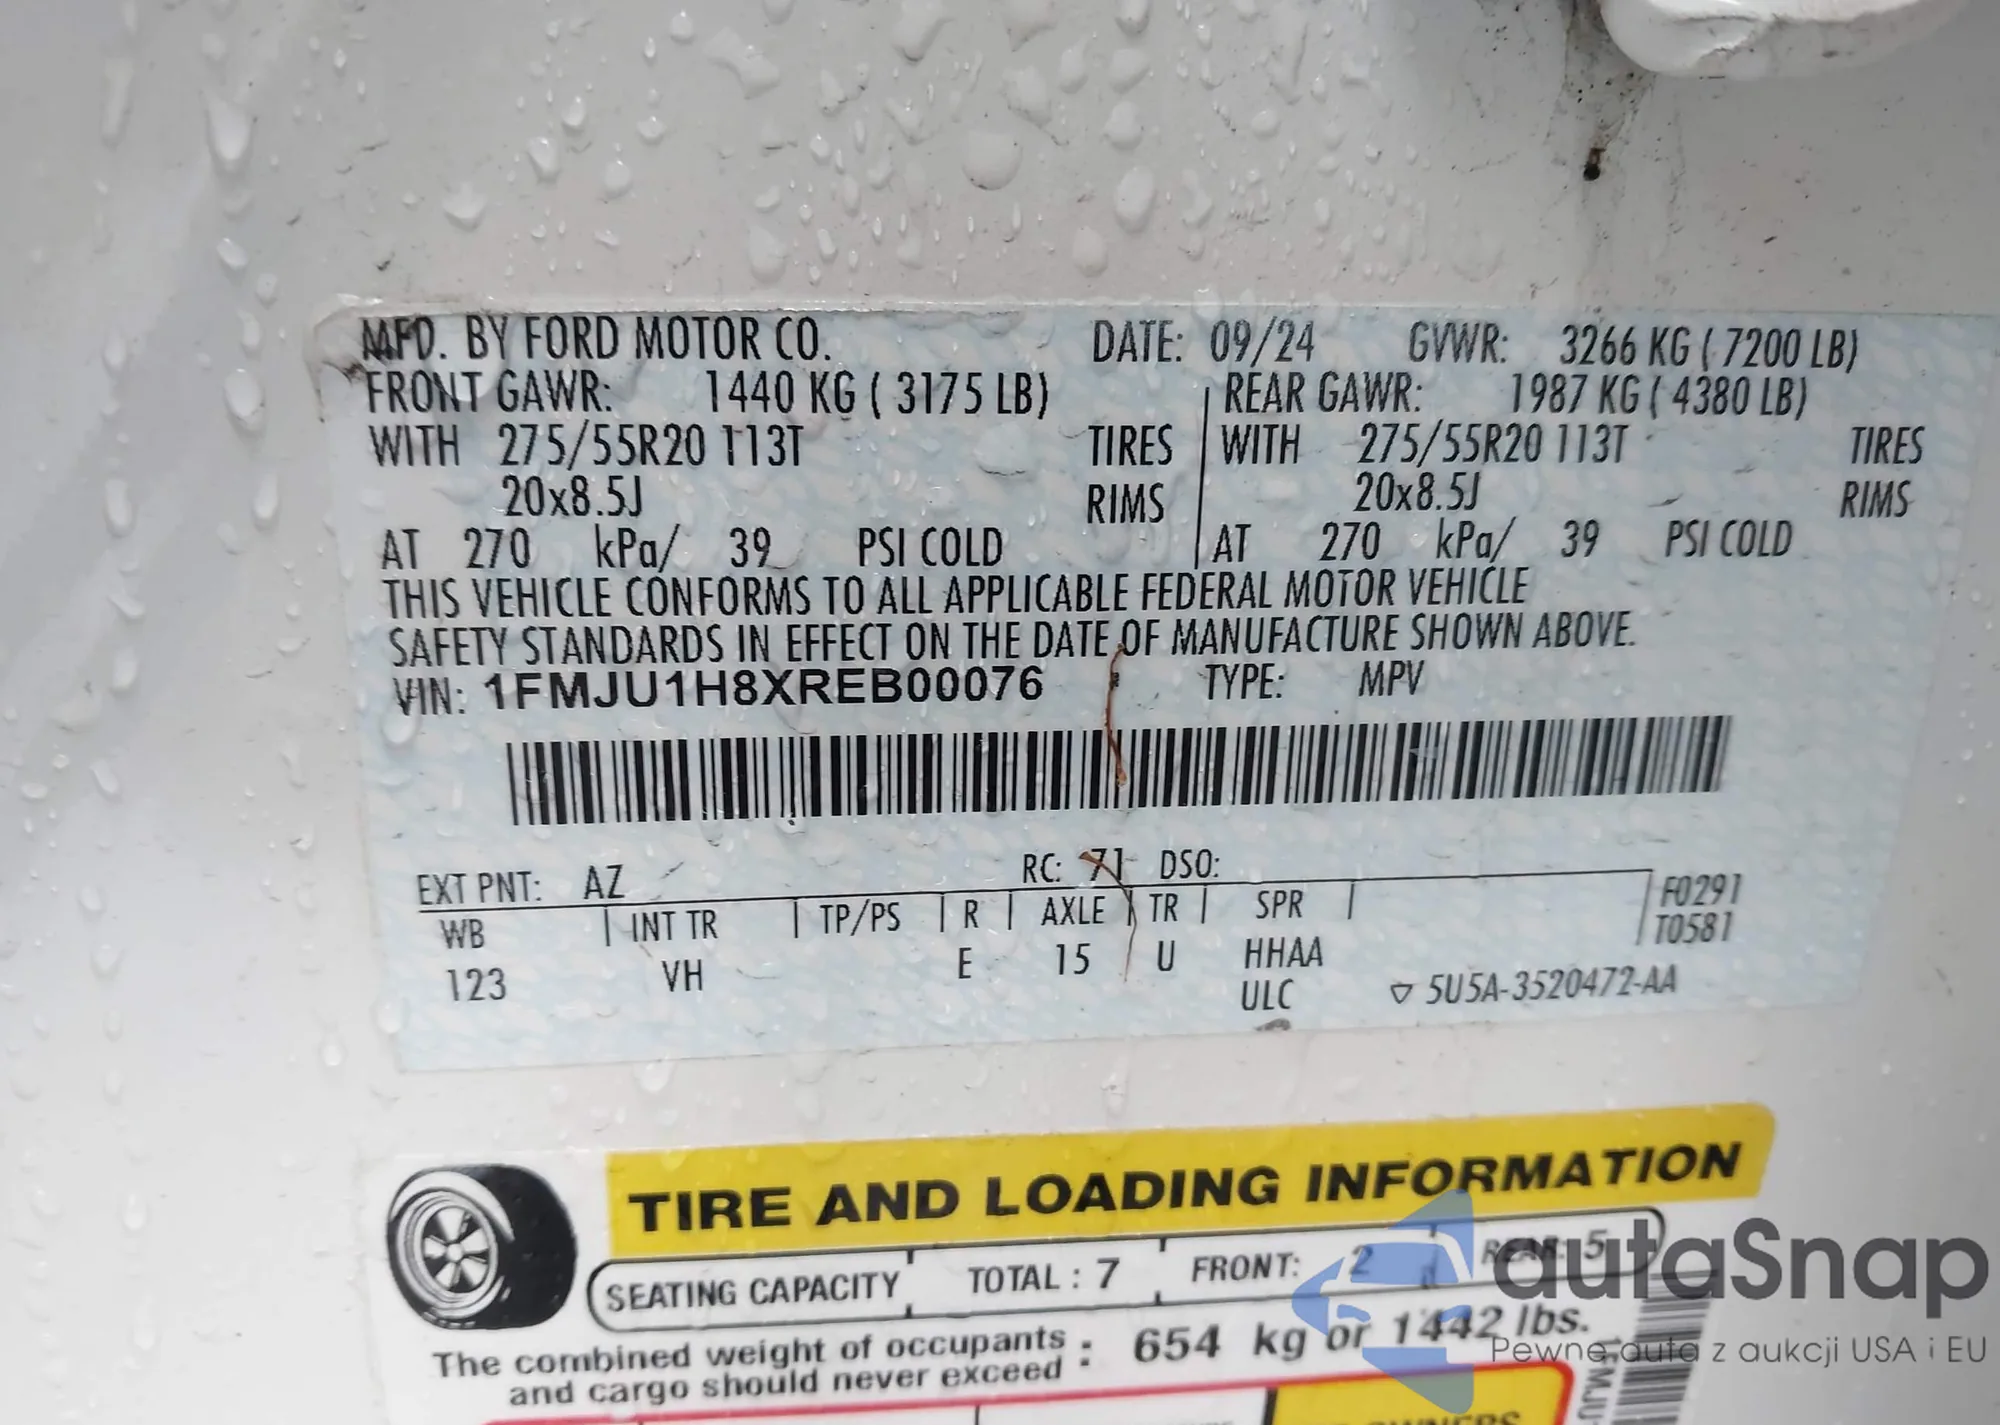 MFD. BY FORD MOTOR CO. DATE: 09/24 GVWR: 3266 KG ( 7200 LB)
FRONT GAWR: 1440 KG ( 3175 LB) REAR GAWR: 1987 KG ( 4380 LB)
WITH 275/55R20 113T TIRES WITH 275/55R20 113T TIRES
20x8.5J RIMS 20x8.5J RIMS
AT 270 kPa/ 39 PSI COLD AT 270 kPa/ 39 PSI COLD
THIS VEHICLE CONFORMS TO ALL APPLICABLE FEDERAL MOTOR VEHICLE
SAFETY STANDARDS IN EFFECT ON THE DATE OF MANUFACTURE SHOWN ABOVE.
VIN: 1FMJU1H8XREB00076 TYPE: MPV
EXT PNT: AZ RC: 71 DSO:
WB INT TR TP/PS R AXLE TR SPR F0291
T0581
123 VH E 15 U HHAA
ULC ▽ 5U5A-3520472-AA
TIRE AND LOADING INFORMATION
SEATING CAPACITY TOTAL : 7 FRONT: 2 REAR: 5
The combined weight of occupants
and cargo should never exceed : 654 kg or 1442 lbs.
autaSnap
Pewne auta z aukcji USA i EU
1FMJU
OWNERS